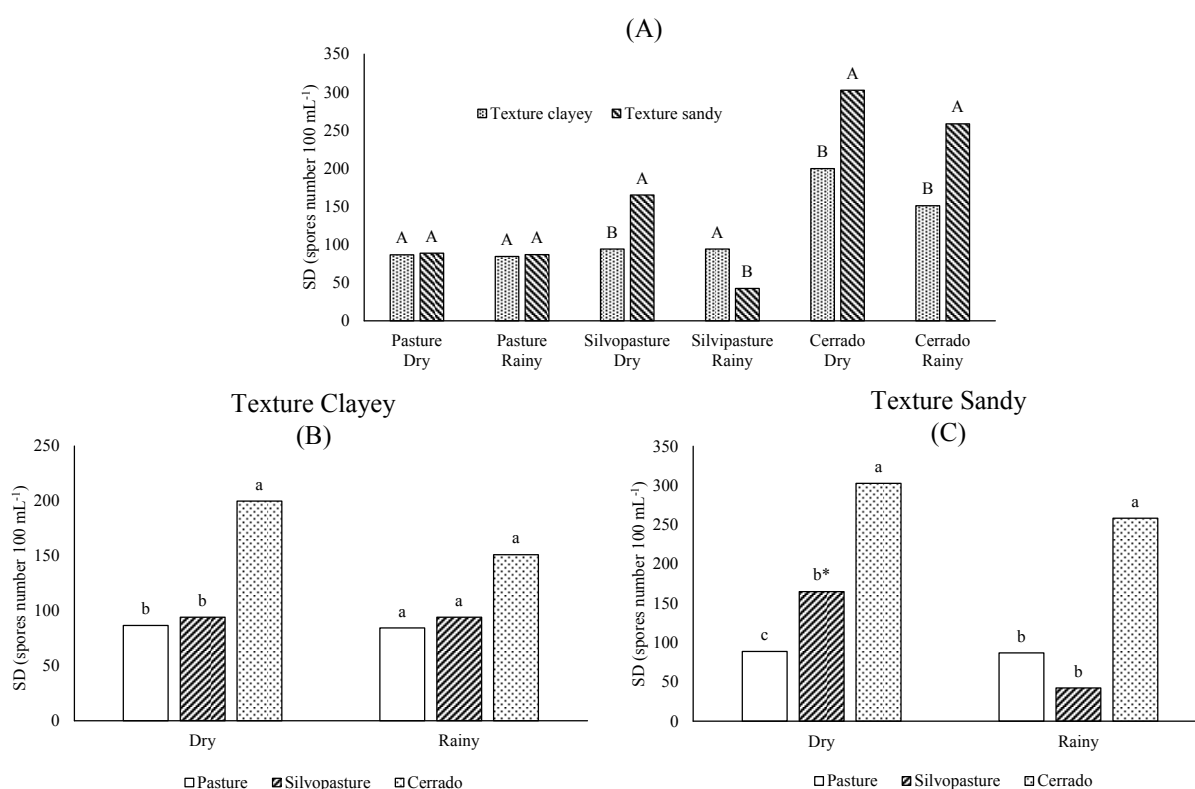 (A)
SD (spores number 100 mL-1)
350
300
250
200
150
100
50
0
Texture clayey Texture sandy
A A A A B A A B B A B A
Pasture Pasture Silvopasture Silvipasture Cerrado Cerrado
Dry Rainy Dry Rainy Dry Rainy
Texture Clayey
(B)
SD (spores number 100 mL-1)
250
200
150
100
50
0
b b a a a a
Dry Rainy
Pasture Silvopasture Cerrado
Texture Sandy
(C)
SD (spores number 100 mL-1)
350
300
250
200
150
100
50
0
c b* a b b a
Dry Rainy
Pasture Silvopasture Cerrado